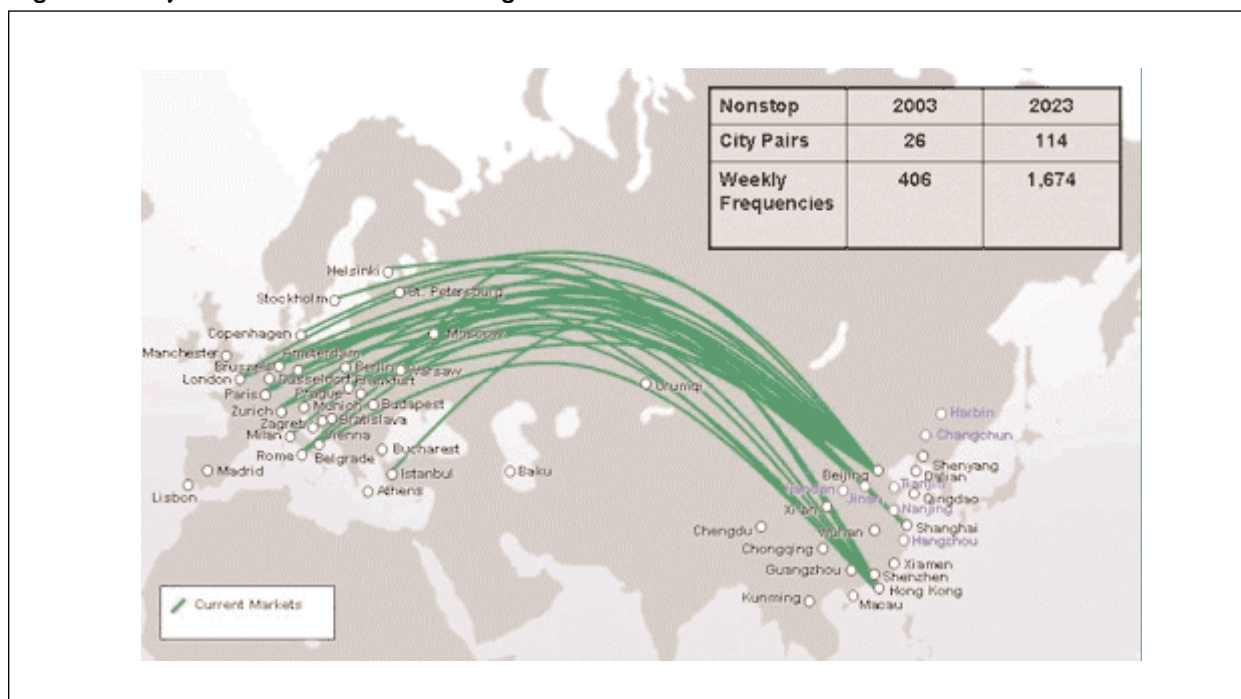 Nonstop 2003 2023
City Pairs 26 114
Weekly Frequencies 406 1,674
Helsinki
Stockholm
St. Petersburg
Copenhagen
Moscow
Manchester
Amsterdam
Brussels
Berlin
Warsaw
London
Dusseldorf
Frankfurt
Paris
Prague
Urumqi
Zurich
Munich
Budapest
Zagreb
Bratislava
Milan
Vienna
Rome
Belgrade
Bucharest
Madrid
Istanbul
Baku
Lisbon
Athens
Harbin
Changchun
Shenyang
Beijing
Dalian
Tianjin
Jinan
Qingdao
Xi'an
Nanjing
Chengdu
Wuhan
Shanghai
Hangzhou
Chongqing
Xiamen
Guangzhou
Shenzhen
Hong Kong
Kunming
Macau
Current Markets